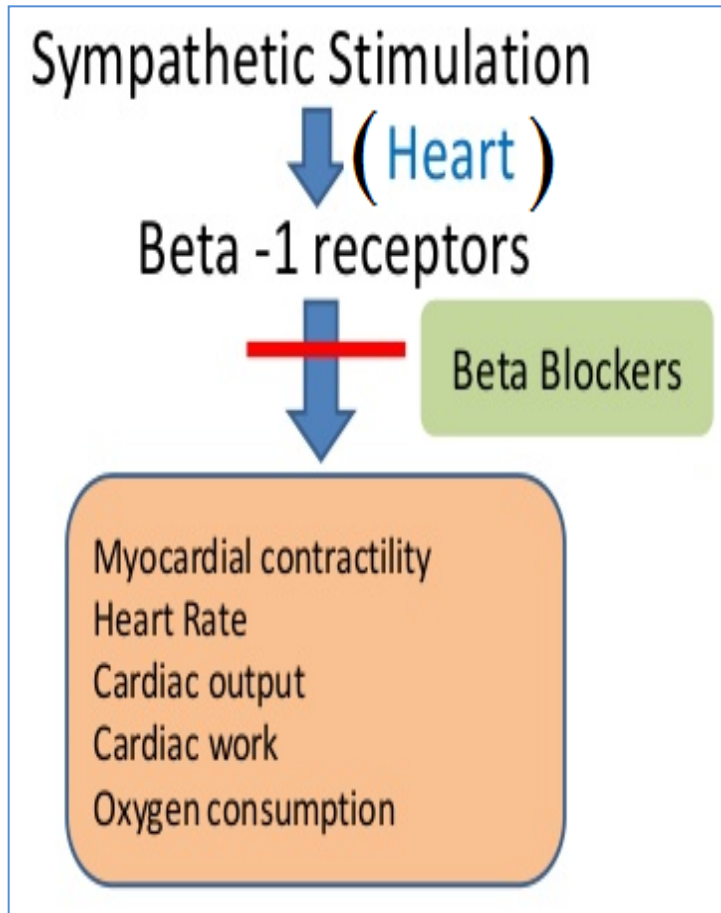 Sympathetic Stimulation
( Heart )
Beta -1 receptors
Beta Blockers
Myocardial contractility
Heart Rate
Cardiac output
Cardiac work
Oxygen consumption